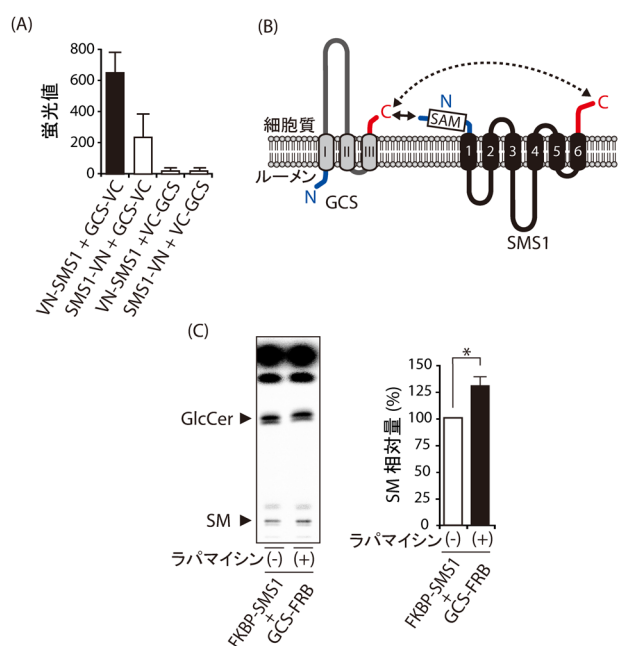 (A)
蛍光値
800
600
400
200
0
VN-SMS1 + GCS-VC
SMS1-VN + GCS-VC
VN-SMS1 +VC-GCS
SMS1-VN + VC-GCS
(B)
細胞質
ルーメン
N
I
II
III
C
GCS
N
SAM
1
2
3
4
5
6
C
SMS1
(C)
GlcCer
SM
ラパマイシン (-) (+)
FKBP-SMS1
+
GCS-FRB
SM 相対量 (%)
150
125
100
75
50
25
0
*
ラパマイシン (-) (+)
FKBP-SMS1
+
GCS-FRB